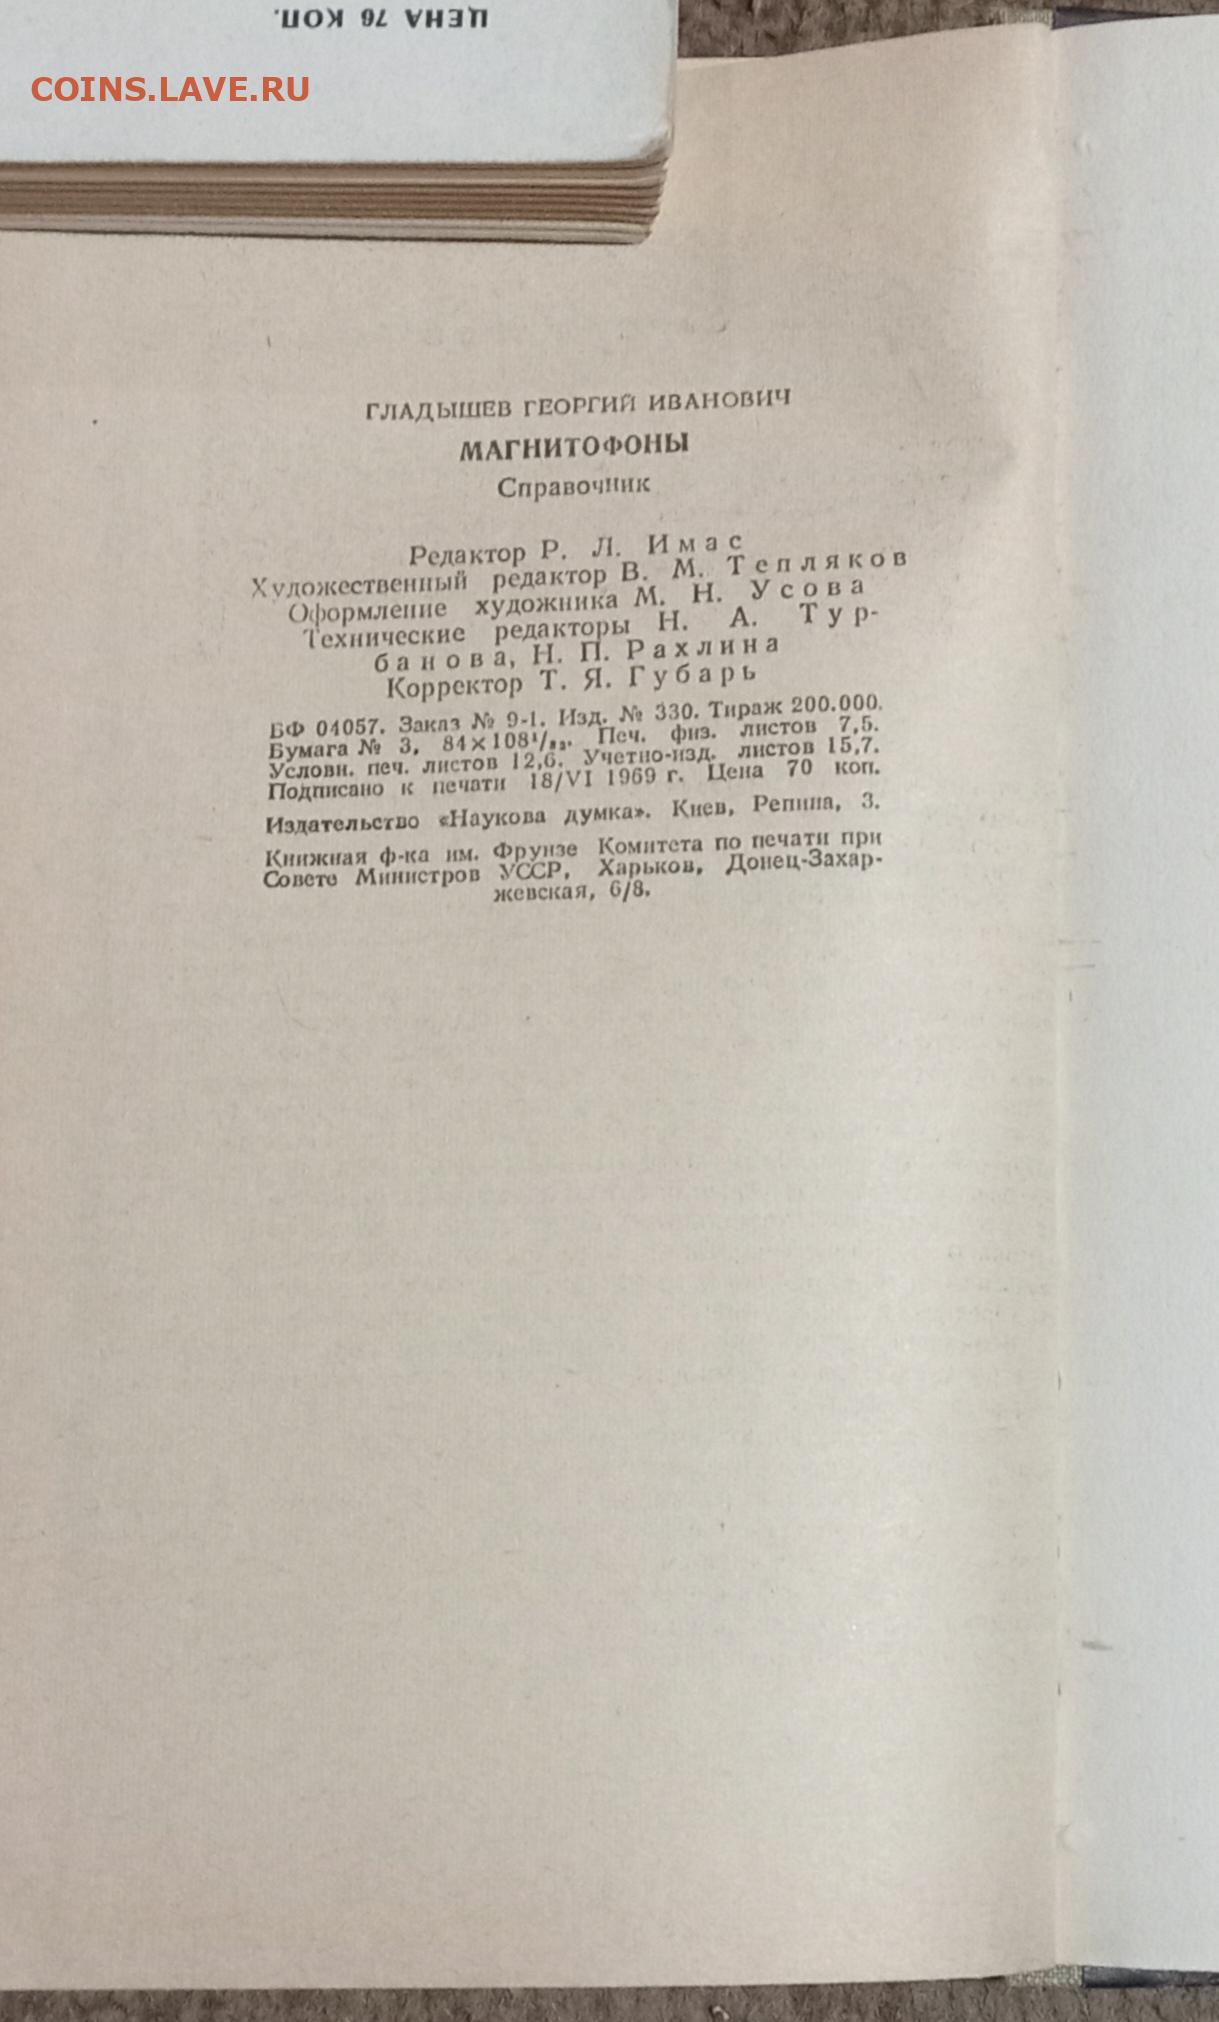 ЦЕНА 76 КОП.
COINS.LAVE.RU
ГЛАДЫШЕВ ГЕОРГИЙ ИВАНОВИЧ
МАГНИТОФОНЫ
Справочник
Редактор Р. Л. Имас
Художественный редактор В. М. Тепляков
Оформление художника М. Н. Усова
Технические редакторы Н. А. Тур-
банова, Н. П. Рахлина
Корректор Т. Я. Губарь
БФ 04057. Заказ № 9-1. Изд. № 330. Тираж 200.000.
Бумага № 3, 84×108¹/₃₂. Печ. физ. листов 7,5.
Условн. печ. листов 12,6. Учетно-изд. листов 15,7.
Подписано к печати 18/VI 1969 г. Цена 70 коп.
Издательство «Наукова думка». Киев, Репина, 3.
Книжная ф-ка им. Фрунзе Комитета по печати при
Совете Министров УССР, Харьков, Донец-Захар-
жевская, 6/8.